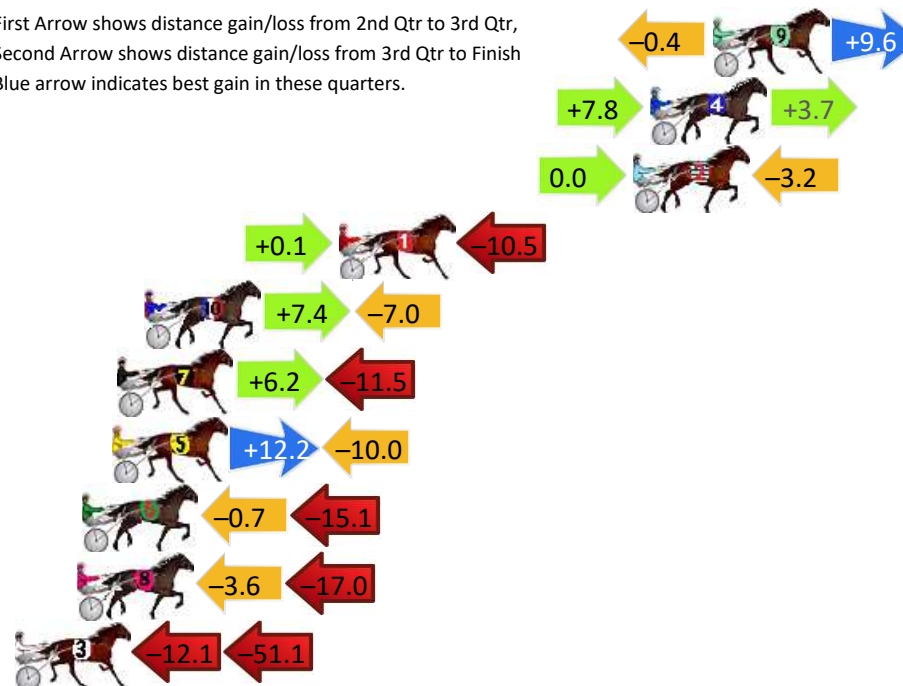 First Arrow shows distance gain/loss from 2nd Qtr to 3rd Qtr,
Second Arrow shows distance gain/loss from 3rd Qtr to Finish
Blue arrow indicates best gain in these quarters.
–0.4 9 +9.6
+7.8 4 +3.7
0.0 2 –3.2
+0.1 1 –10.5
10 +7.4 –7.0
7 +6.2 –11.5
5 +12.2 –10.0
6 –0.7 –15.1
8 –3.6 –17.0
3 –12.1 –51.1